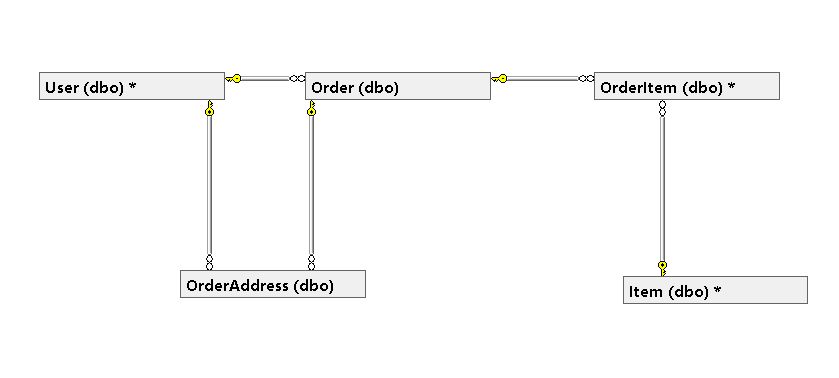 User (dbo) *
Order (dbo)
OrderItem (dbo) *
OrderAddress (dbo)
Item (dbo) *